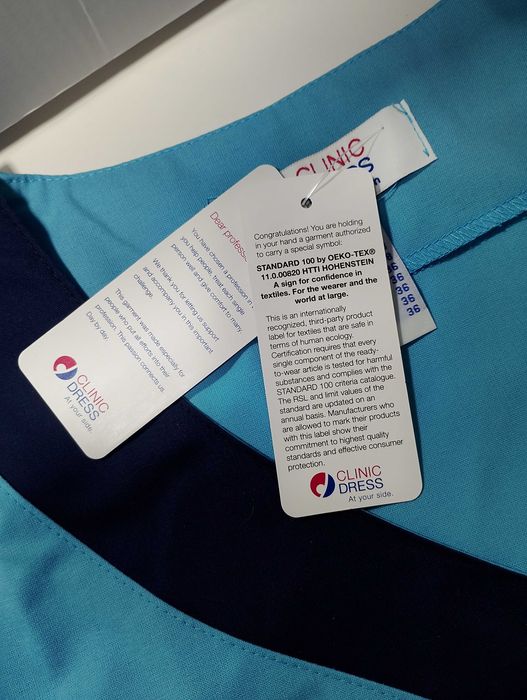 CLINIC
DRESS
36
36
36
36
Dear profess
You have chosen a profession in
you help people. Treat each single
person well and give comfort to many.
We thank you for letting us support
and accompany you in this important
challenge.
This garment was made especially for
people who put all efforts into their
profession. This passion connects us
Day by day.
CLINIC
DRESS
At your side.
Congratulations! You are holding
in your hand a garment authorized
to carry a special symbol:
STANDARD 100 by OEKO-TEX®
11.0.00820 HTTI HOHENSTEIN
A sign for confidence in
textiles. For the wearer and the
world at large.
This is an internationally
recognized, third-party product
label for textiles that are safe in
terms of human ecology.
Certification requires that every
single component of the ready-
to-wear article is tested for harmful
substances and complies with the
STANDARD 100 criteria catalogue.
The RSL and limit values of the
standard are updated on an
annual basis. Manufacturers who
are allowed to mark their products
with this label show their
commitment to highest quality
standards and effective consumer
protection.
CLINIC
DRESS
At your side.